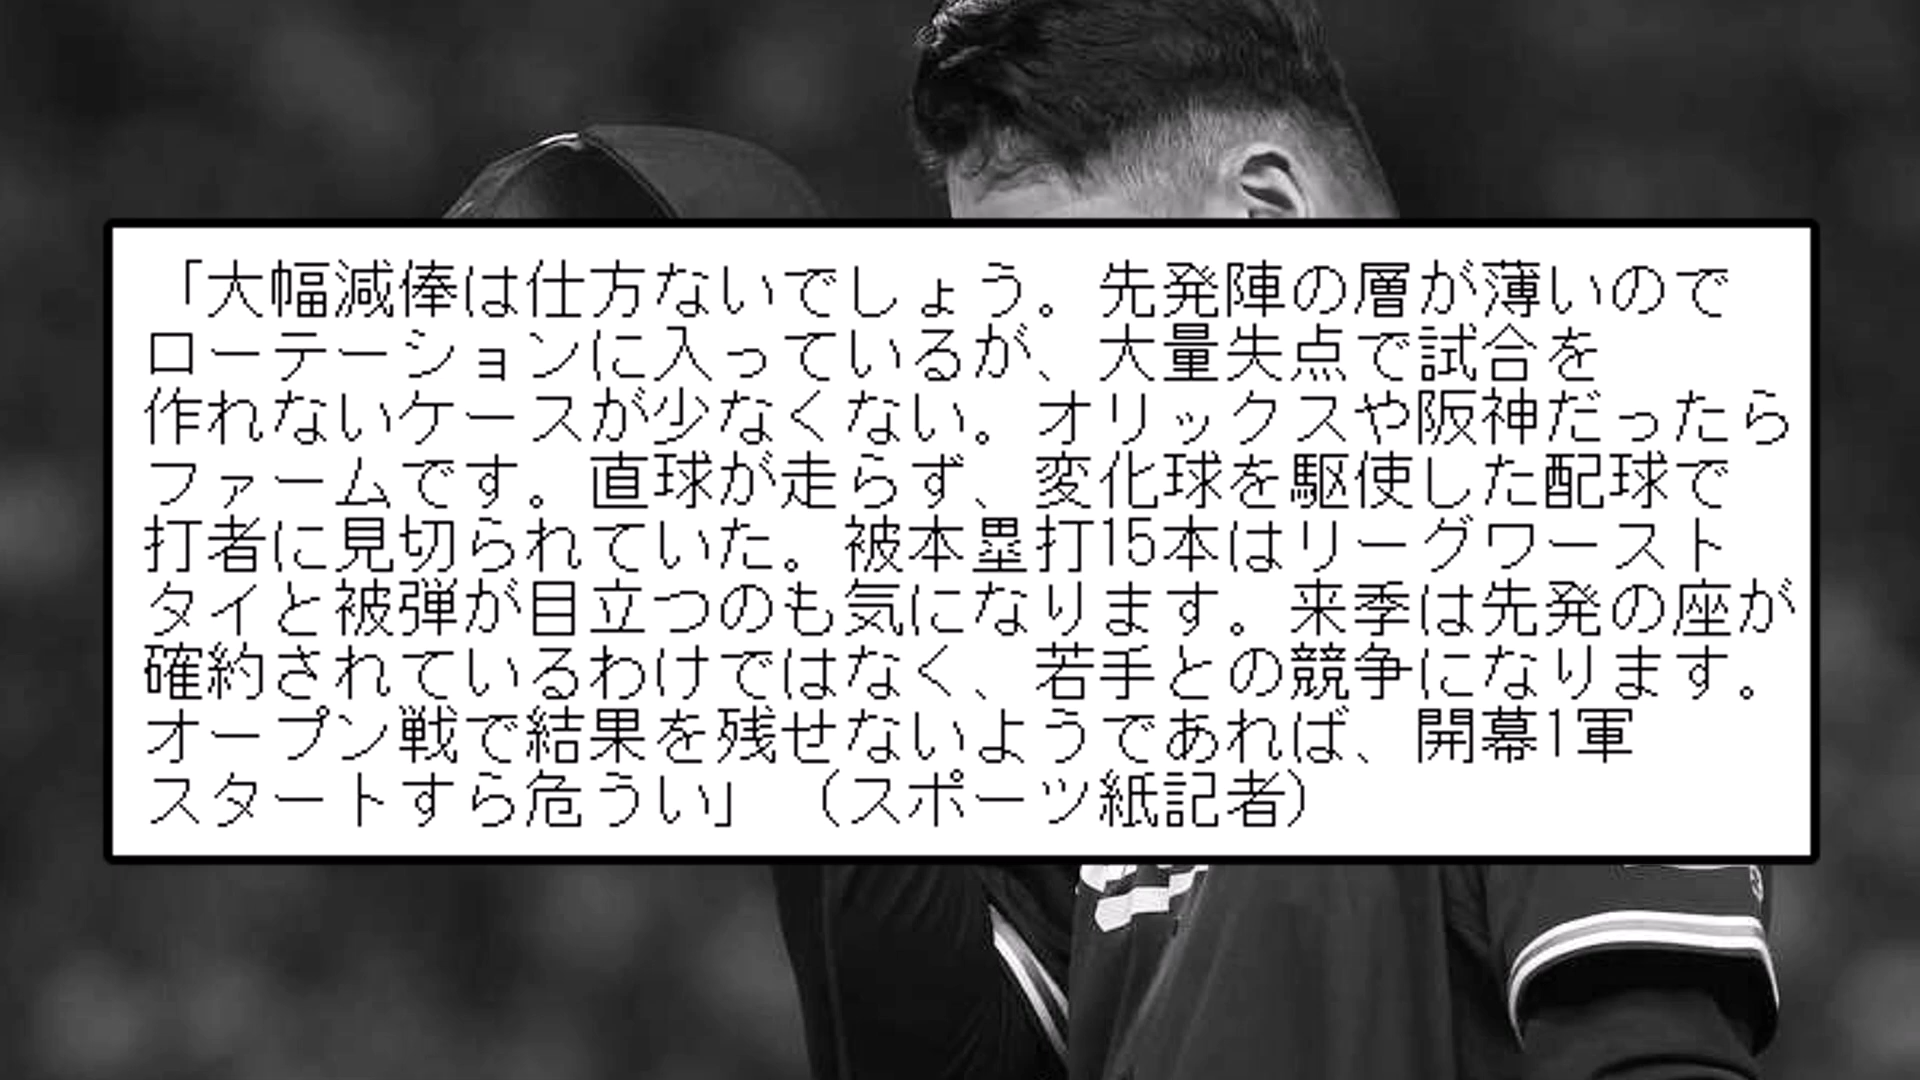 「大幅減俸は仕方ないでしょう。先発陣の層が薄いので
ローテーションに入っているが、大量失点で試合を
作れないケースが少なくない。オリックスや阪神だったら
ファームです。直球が走らず、変化球を駆使した配球で
打者に見切られていた。被本塁打15本はリーグワースト
タイと被弾が目立つのも気になります。来季は先発の座が
確約されているわけではなく、若手との競争になります。
オープン戦で結果を残せないようであれば、開幕1軍
スタートすら危うい」（スポーツ紙記者）